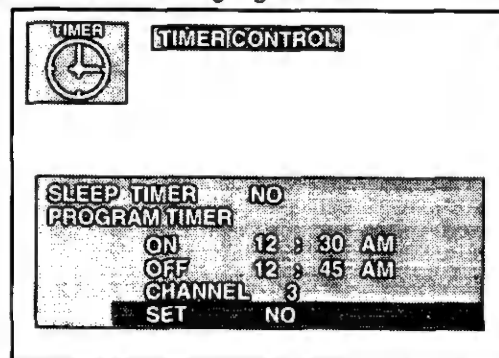 TIMER
TIMER CONTROL
SLEEP TIMER NO
PROGRAM TIMER
ON 12 : 30 AM
OFF 12 : 45 AM
CHANNEL 3
SET NO